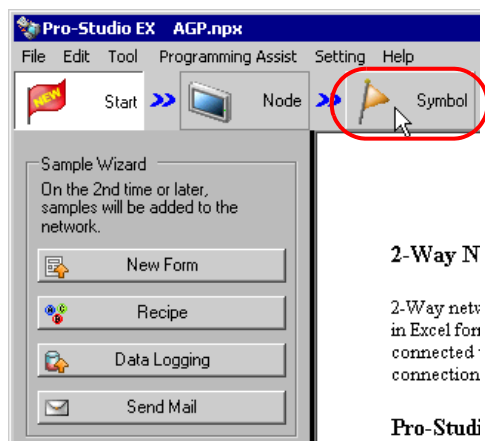 Pro-Studio EX AGP.npx
File Edit Tool Programming Assist Setting Help
NEW Start Node Symbol
Sample Wizard
On the 2nd time or later,
samples will be added to the
network.
New Form
Recipe
Data Logging
Send Mail
2-Way N
2-Way netw
in Excel for
connected
connection
Pro-Studi